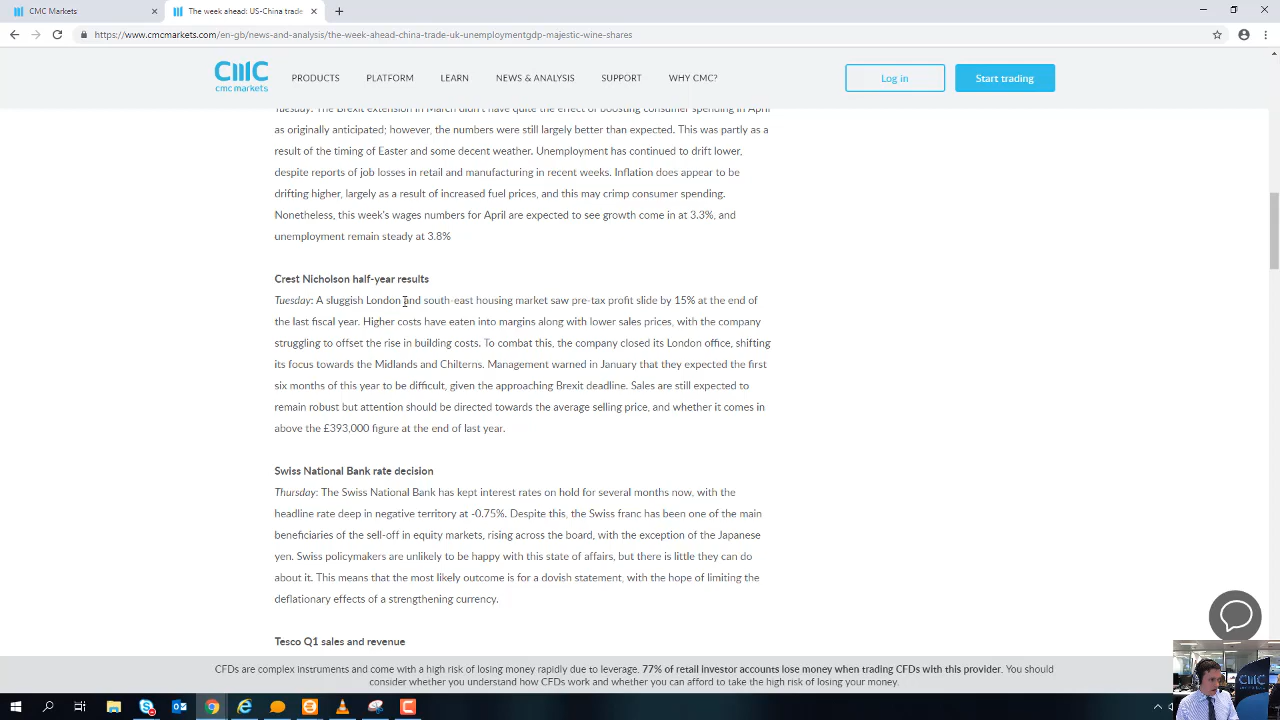 CMC Markets
The week ahead: US-China trade
https://www.cmcmarkets.com/en-gb/news-and-analysis/the-week-ahead-china-trade-uk-unemploymentgdp-majestic-wine-shares
cmc markets
PRODUCTS PLATFORM LEARN NEWS & ANALYSIS SUPPORT WHY CMC?
Log in
Start trading
Tuesday: The Brexit extension in March didn't have quite the effect of boosting consumer spending in April
as originally anticipated; however, the numbers were still largely better than expected. This was partly as a
result of the timing of Easter and some decent weather. Unemployment has continued to drift lower,
despite reports of job losses in retail and manufacturing in recent weeks. Inflation does appear to be
drifting higher, largely as a result of increased fuel prices, and this may crimp consumer spending.
Nonetheless, this week's wages numbers for April are expected to see growth come in at 3.3%, and
unemployment remain steady at 3.8%
Crest Nicholson half-year results
Tuesday: A sluggish London and south-east housing market saw pre-tax profit slide by 15% at the end of
the last fiscal year. Higher costs have eaten into margins along with lower sales prices, with the company
struggling to offset the rise in building costs. To combat this, the company closed its London office, shifting
its focus towards the Midlands and Chilterns. Management warned in January that they expected the first
six months of this year to be difficult, given the approaching Brexit deadline. Sales are still expected to
remain robust but attention should be directed towards the average selling price, and whether it comes in
above the £393,000 figure at the end of last year.
Swiss National Bank rate decision
Thursday: The Swiss National Bank has kept interest rates on hold for several months now, with the
headline rate deep in negative territory at -0.75%. Despite this, the Swiss franc has been one of the main
beneficiaries of the sell-off in equity markets, rising across the board, with the exception of the Japanese
yen. Swiss policymakers are unlikely to be happy with this state of affairs, but there is little they can do
about it. This means that the most likely outcome is for a dovish statement, with the hope of limiting the
deflationary effects of a strengthening currency.
Tesco Q1 sales and revenue
CFDs are complex instruments and come with a high risk of losing money rapidly due to leverage. 77% of retail investor accounts lose money when trading CFDs with this provider. You should
consider whether you understand how CFDs work and whether you can afford to take the high risk of losing your money.